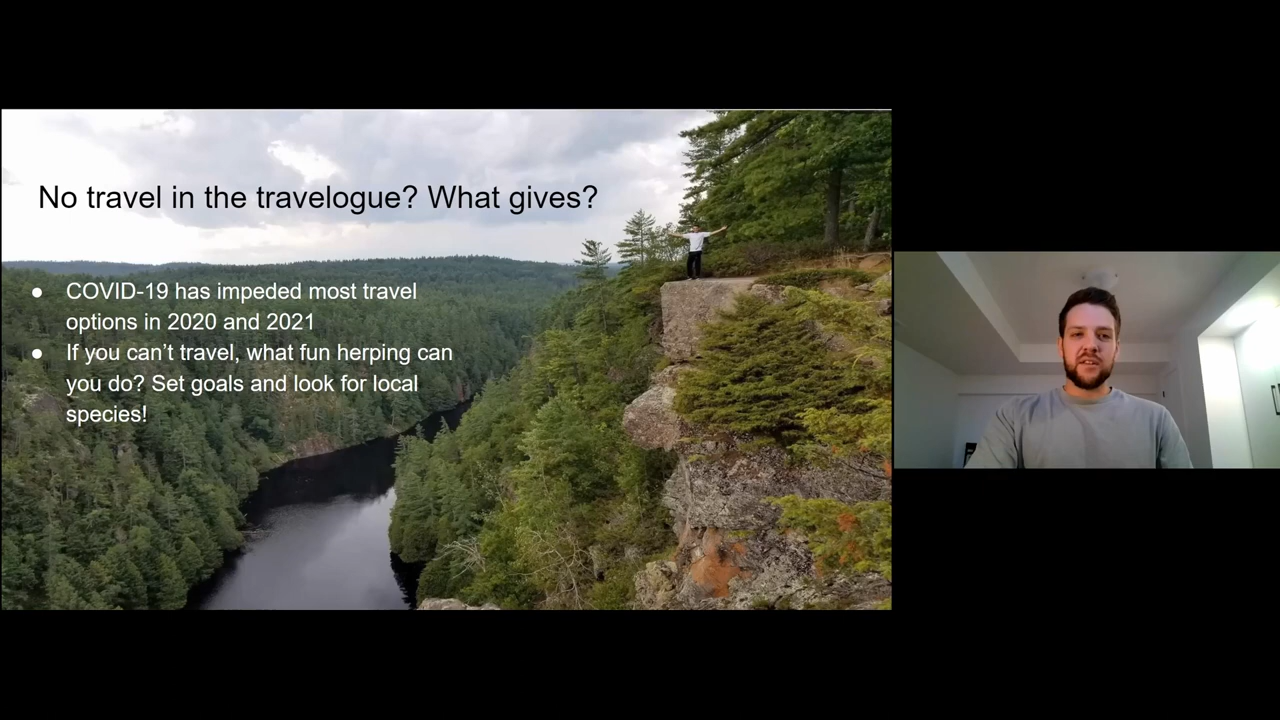 No travel in the travelogue? What gives?
● COVID-19 has impeded most travel
options in 2020 and 2021
● If you can’t travel, what fun herping can
you do? Set goals and look for local
species!